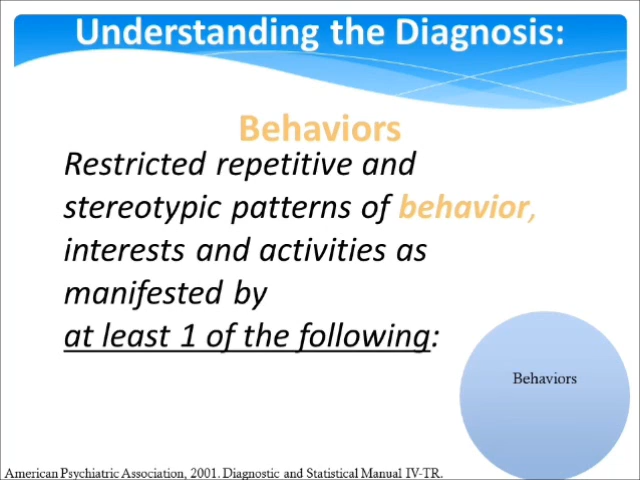 Understanding the Diagnosis:
Behaviors
Restricted repetitive and
stereotypic patterns of behavior,
interests and activities as
manifested by
at least 1 of the following:
Behaviors
American Psychiatric Association, 2001. Diagnostic and Statistical Manual IV-TR.